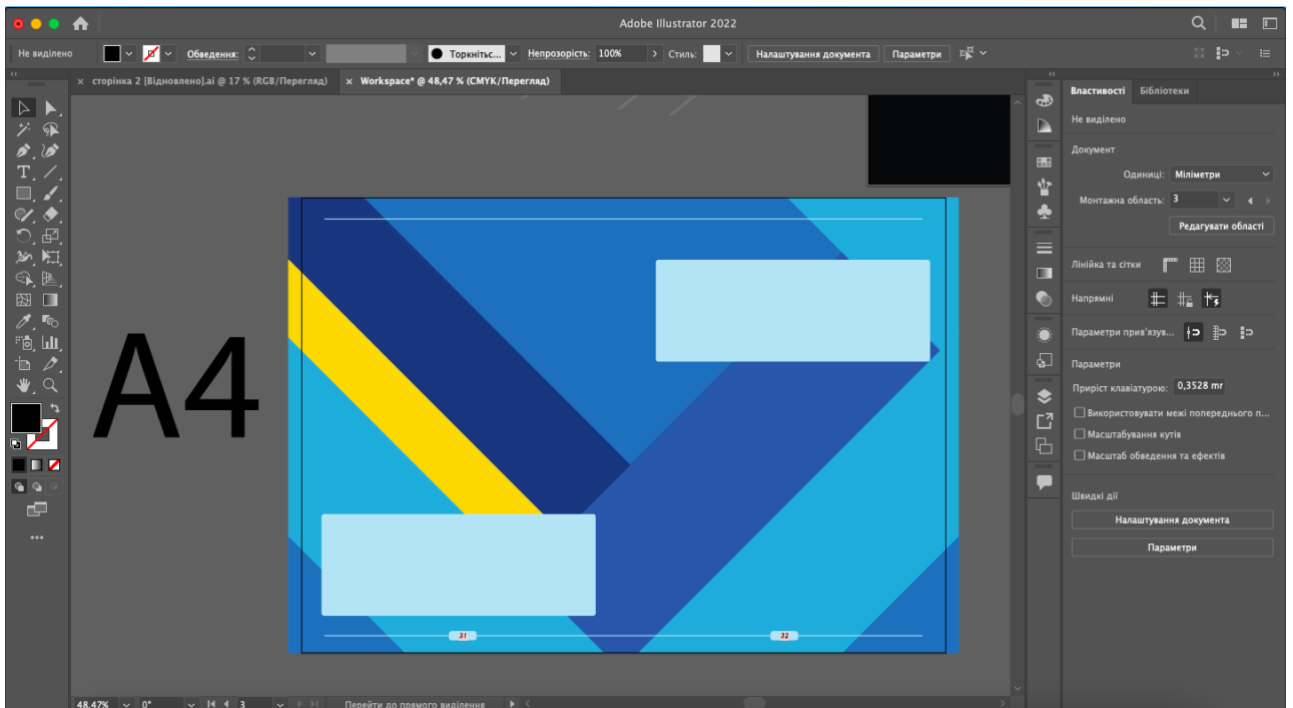 Adobe Illustrator 2022
Не виділено
Обведення:
Торкнітьс...
Непрозорість: 100%
Стиль:
Налаштування документа
Параметри
× сторінка 2 [Відновлено].ai @ 17 % (RGB/Перегляд)
× Workspace* @ 48,47 % (CMYK/Перегляд)
A4
31
32
48,47%
0°
3
Перейти до прямого виділення
Властивості
Бібліотеки
Не виділено
Документ
Одиниці: Міліметри
Монтажна область: 3
Редагувати області
Лінійка та сітки
Напрямні
Параметри прив'язув...
Параметри
Приріст клавіатурою: 0,3528 mm
Використовувати межі попереднього п...
Масштабування кутів
Масштаб обведення та ефектів
Швидкі дії
Налаштування документа
Параметри